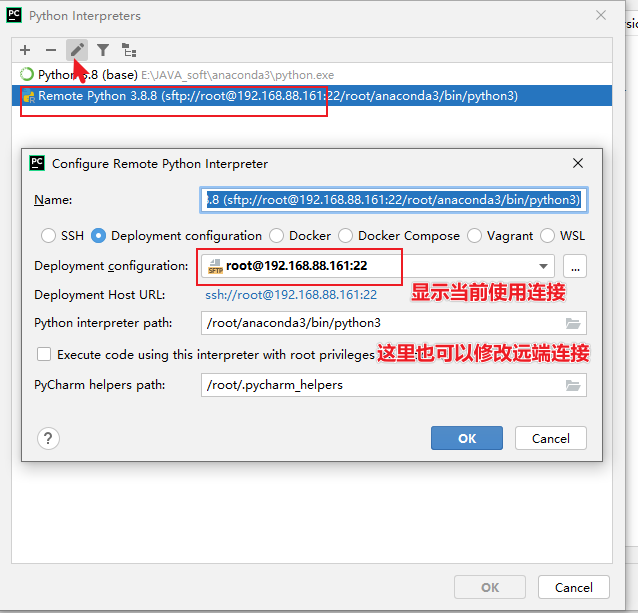 PC Python Interpreters
Python 3.8 (base) E:\JAVA_soft\anaconda3\python.exe
Remote Python 3.8.8 (sftp://root@192.168.88.161:22/root/anaconda3/bin/python3)
PC Configure Remote Python Interpreter
Name: .8 (sftp://root@192.168.88.161:22/root/anaconda3/bin/python3)
SSH Deployment configuration Docker Docker Compose Vagrant WSL
Deployment configuration: SFTP root@192.168.88.161:22 ...
Deployment Host URL: ssh://root@192.168.88.161:22 显示当前使用连接
Python interpreter path: /root/anaconda3/bin/python3
Execute code using this interpreter with root privileges 这里也可以修改远端连接
PyCharm helpers path: /root/.pycharm_helpers
? OK Cancel
OK Cancel